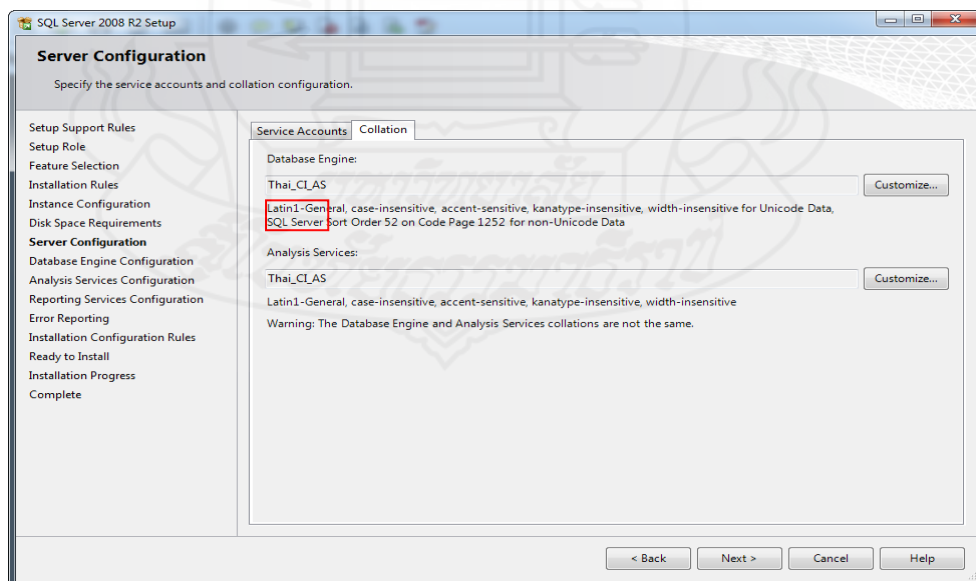 SQL Server 2008 R2 Setup
Server Configuration
Specify the service accounts and collation configuration.
Setup Support Rules
Setup Role
Feature Selection
Installation Rules
Instance Configuration
Disk Space Requirements
Server Configuration
Database Engine Configuration
Analysis Services Configuration
Reporting Services Configuration
Error Reporting
Installation Configuration Rules
Ready to Install
Installation Progress
Complete
Service Accounts Collation
Database Engine:
Thai_CI_AS Customize...
Latin1-General, case-insensitive, accent-sensitive, kanatype-insensitive, width-insensitive for Unicode Data,
SQL Server Sort Order 52 on Code Page 1252 for non-Unicode Data
Analysis Services:
Thai_CI_AS Customize...
Latin1-General, case-insensitive, accent-sensitive, kanatype-insensitive, width-insensitive
Warning: The Database Engine and Analysis Services collations are not the same.
< Back Next > Cancel Help